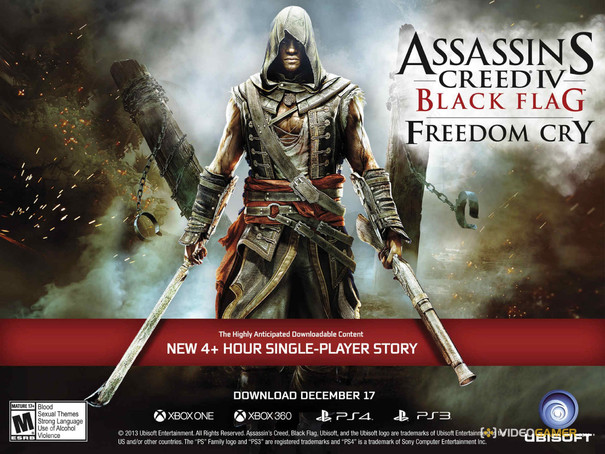 ASSASSIN'S
CREED IV
BLACK FLAG
FREEDOM CRY
The Highly Anticipated Downloadable Content
NEW 4+ HOUR SINGLE-PLAYER STORY
DOWNLOAD DECEMBER 17
XBOX ONE XBOX 360 PS4 PS3
MATURE 17+
M
ESRB
Blood
Sexual Themes
Strong Language
Use of Alcohol
Violence
© 2013 Ubisoft Entertainment. All Rights Reserved. Assassin's Creed, Black Flag, Ubisoft, and the Ubisoft logo are trademarks of Ubisoft Entertainment in the
US and/or other countries. The "PS" Family logo and "PS3" are registered trademarks and "PS4" is a trademark of Sony Computer Entertainment Inc.
VIDEOGAMER
UBISOFT